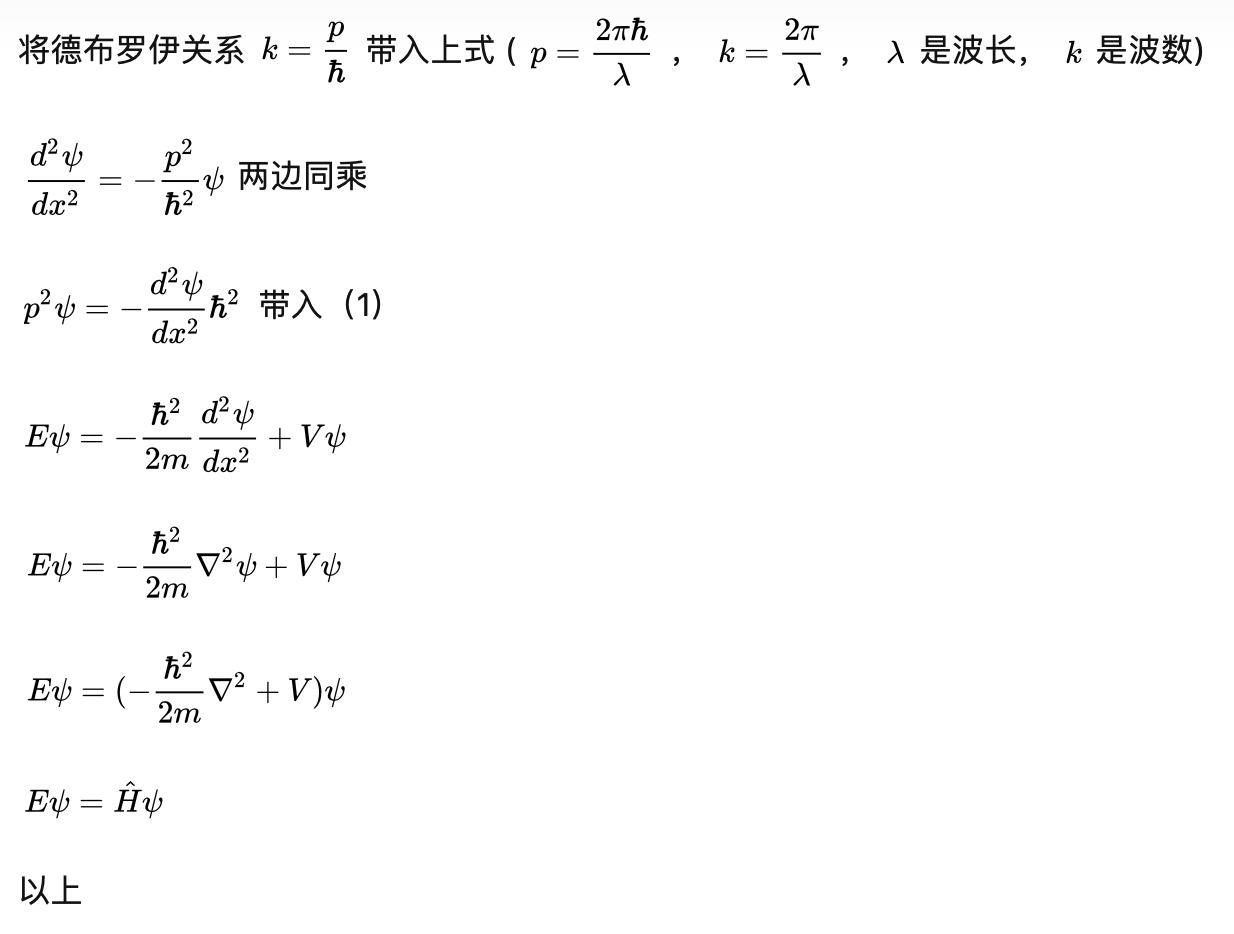 将德布罗伊关系 $k = \frac{p}{\hbar}$ 带入上式 ( $p = \frac{2\pi\hbar}{\lambda}$ ， $k = \frac{2\pi}{\lambda}$ ， $\lambda$ 是波长， $k$ 是波数)
$\frac{d^2\psi}{dx^2} = -\frac{p^2}{\hbar^2}\psi$ 两边同乘
$p^2\psi = -\frac{d^2\psi}{dx^2}\hbar^2$ 带入（1）
$E\psi = -\frac{\hbar^2}{2m}\frac{d^2\psi}{dx^2} + V\psi$
$E\psi = -\frac{\hbar^2}{2m}\nabla^2\psi + V\psi$
$E\psi = (-\frac{\hbar^2}{2m}\nabla^2 + V)\psi$
$E\psi = \hat{H}\psi$
以上